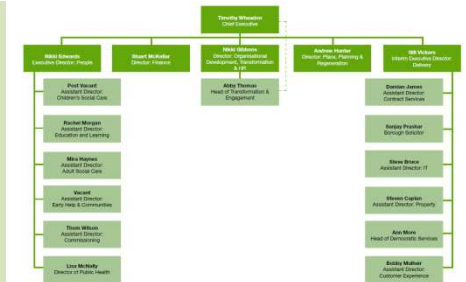 Timothy Wheadon
Chief Executive
Nikki Edwards
Executive Director: People
Stuart McKellar
Director: Finance
Nikki Gibbons
Director: Organisational
Development, Transformation
& HR
Andrew Hunter
Director: Place, Planning &
Regeneration
Vickers
Interim Executive Director:
Delivery
Abby Thomas
Head of Transformation &
Engagement
Post Vacant
Assistant Director:
Children's Social Care
Rachel Morgan
Assistant Director:
Education and Learning
Mira Haynes
Assistant Director:
Adult Social Care
Vacant
Assistant Director:
Early Help & Communities
Thom Wilson
Assistant Director:
Commissioning
Lisa McNally
Director of Public Health
Damian James
Assistant Director:
Contract Services
Sanjay Prashar
Borough Solicitor
Steve Bruce
Assistant Director: IT
Steven Caplan
Assistant Director: Property
Ann Moore
Head of Democratic Services
Bobby Mulheir
Assistant Director:
Customer Experience